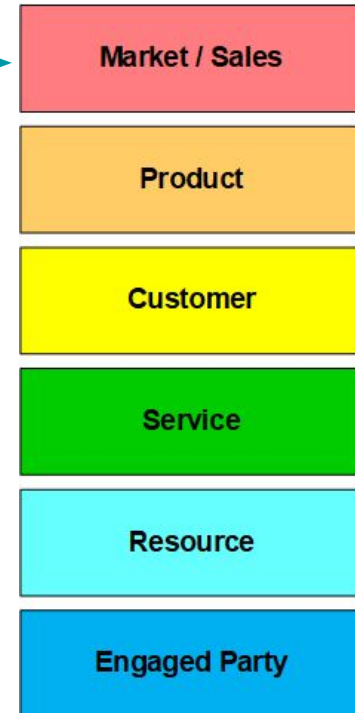 Market / Sales
Product
Customer
Service
Resource
Engaged Party